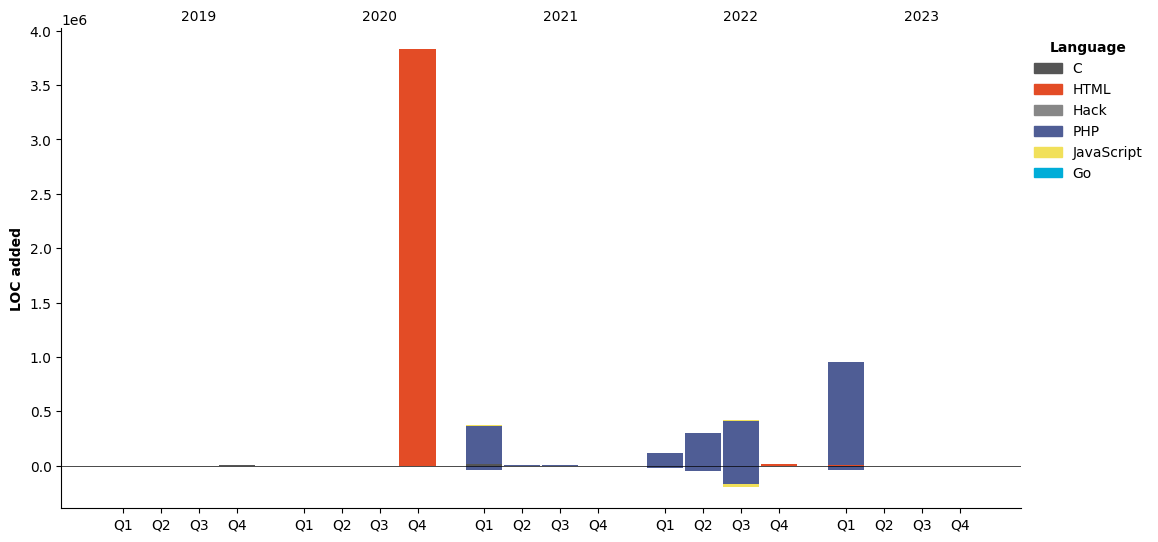 1e6
2019 2020 2021 2022 2023
4.0
3.5
3.0
2.5
2.0
1.5
1.0
0.5
0.0
LOC added
Q1 Q2 Q3 Q4 Q1 Q2 Q3 Q4 Q1 Q2 Q3 Q4 Q1 Q2 Q3 Q4 Q1 Q2 Q3 Q4
Language
C
HTML
Hack
PHP
JavaScript
Go